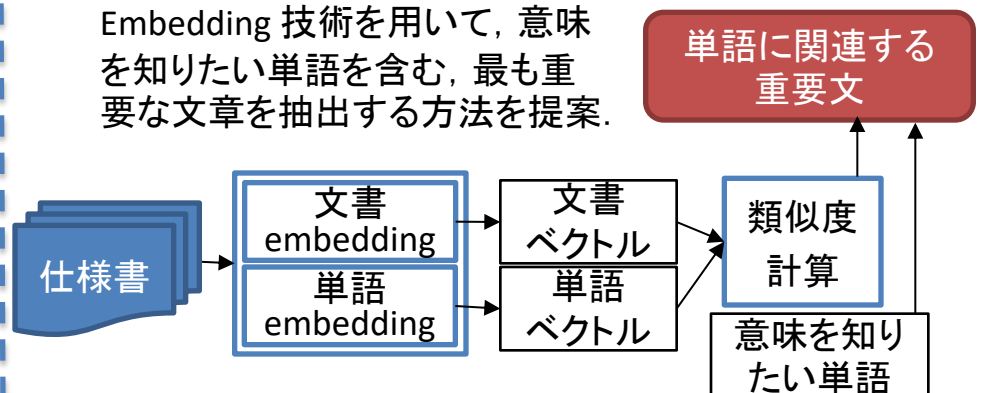 Embedding 技術を用いて，意味
を知りたい単語を含む，最も重
要な文章を抽出する方法を提案．
単語に関連する
重要文
仕様書
文書
embedding
単語
embedding
文書
ベクトル
単語
ベクトル
類似度
計算
意味を知り
たい単語